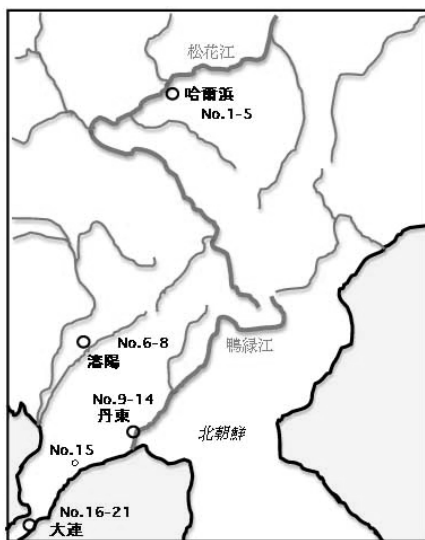 松花江
哈爾浜
No.1-5
No.6-8
瀋陽
鴨緑江
No.9-14
丹東
北朝鮮
No.15
No.16-21
大連